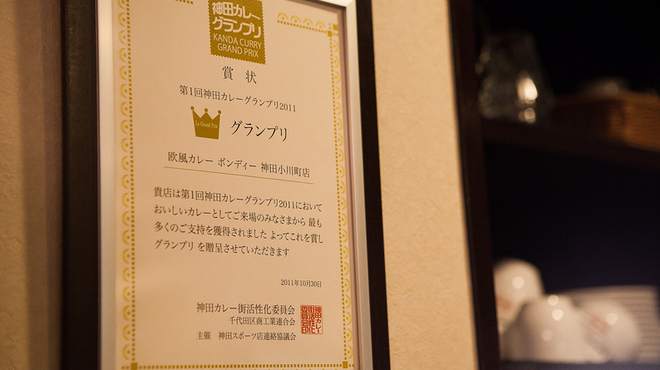 神田カレー
グランプリ
KANDA CURRY
GRAND PRIX
賞 状
第1回神田カレーグランプリ2011
グランプリ
欧風カレー ボンディー 神田小川町店
貴店は第1回神田カレーグランプリ2011において
おいしいカレーとしてご来場のみなさまから 最も
多くのご支持を獲得されました よってこれを賞し
グランプリ を贈呈させていただきます
2011年10月30日
神田カレー街活性化委員会
千代田区商工業連合会
主催 神田スポーツ店連絡協議会